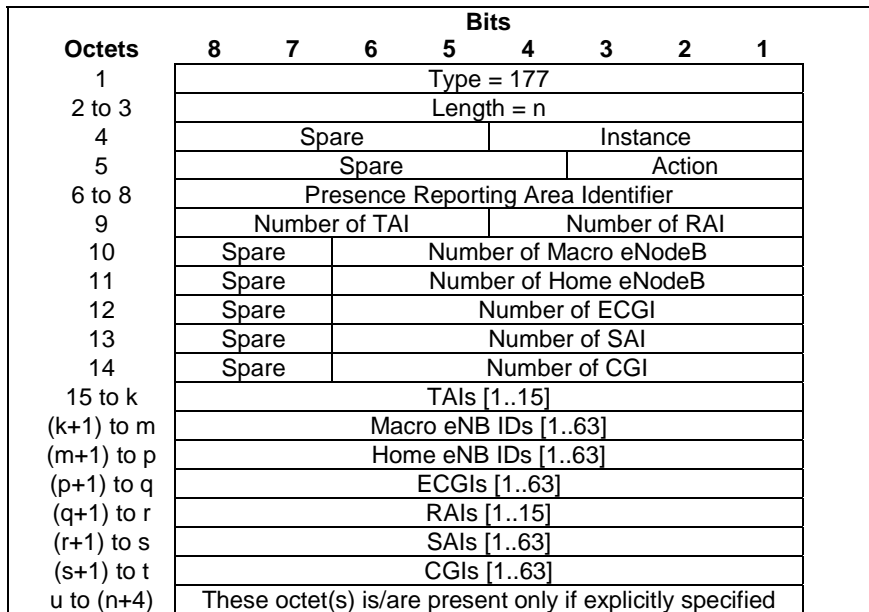 Bits
Octets 8 7 6 5 4 3 2 1
1 Type = 177
2 to 3 Length = n
4 Spare Instance
5 Spare Action
6 to 8 Presence Reporting Area Identifier
9 Number of TAI Number of RAI
10 Spare Number of Macro eNodeB
11 Spare Number of Home eNodeB
12 Spare Number of ECGI
13 Spare Number of SAI
14 Spare Number of CGI
15 to k TAIs [1..15]
(k+1) to m Macro eNB IDs [1..63]
(m+1) to p Home eNB IDs [1..63]
(p+1) to q ECGIs [1..63]
(q+1) to r RAIs [1..15]
(r+1) to s SAIs [1..63]
(s+1) to t CGIs [1..63]
u to (n+4) These octet(s) is/are present only if explicitly specified